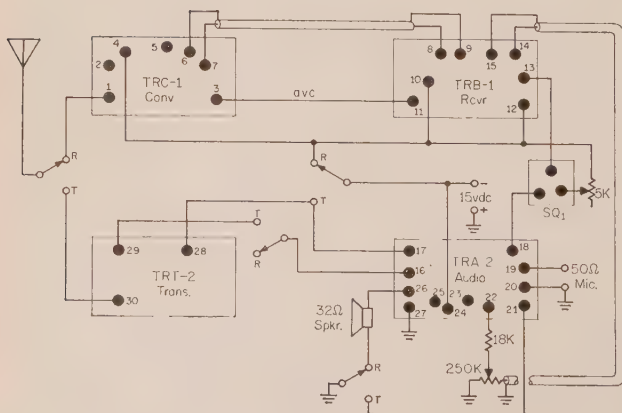 4
5
6
7
2
1
3
TRC-1
Conv
avc
8
9
15
14
10
13
11
12
TRB-1
Rcvr
R
T
R
T
15vdc
-
+
SQ₁
5K
29
28
30
TRT-2
Trans.
T
R
17
16
26
27
25
23
24
22
18
19
20
21
TRA 2
Audio
50Ω
Mic.
32Ω
Spkr.
18K
250K
R
T